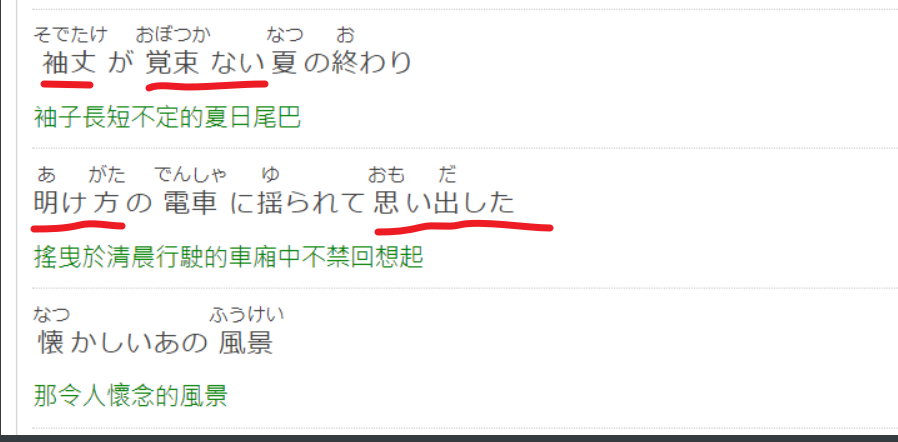 そでたけ おぼつか なつ お
袖丈 が 覚束 ない 夏 の終わり
袖子長短不定的夏日尾巴
あ がた でんしゃ ゆ おも だ
明け 方 の 電車 に揺られて 思 い出した
搖曳於清晨行駛的車廂中不禁回想起
なつ ふうけい
懐 かしいあの 風景
那令人懷念的風景